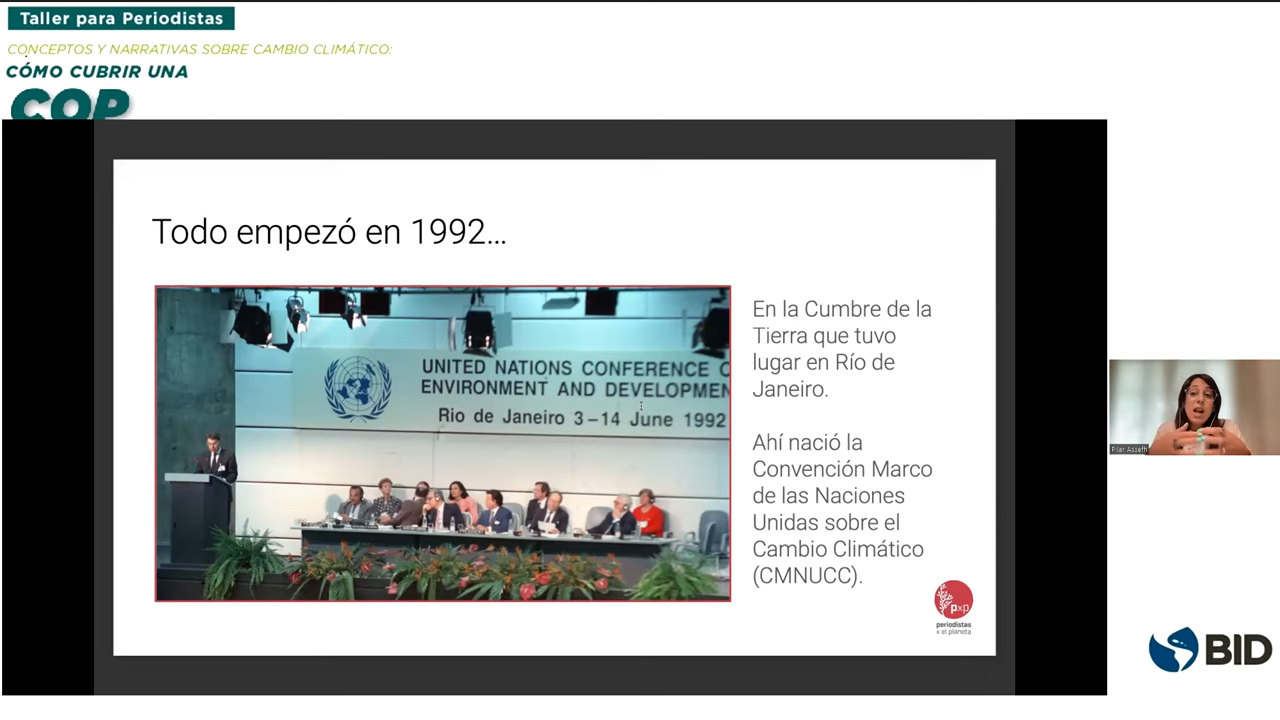 Taller para Periodistas
CONCEPTOS Y NARRATIVAS SOBRE CAMBIO CLIMÁTICO:
CÓMO CUBRIR UNA
COP
Todo empezó en 1992...
UNITED NATIONS CONFERENCE O
ENVIRONMENT AND DEVELOPMEN
Rio de Janeiro 3–14 June 1992
En la Cumbre de la
Tierra que tuvo
lugar en Río de
Janeiro.
Ahí nació la
Convención Marco
de las Naciones
Unidas sobre el
Cambio Climático
(CMNUCC).
pxp
periodistas
x el planeta
Pilar Assefh
BID